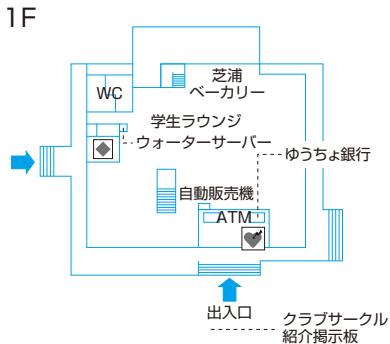 1F
芝浦
ベーカリー
WC
学生ラウンジ
ウォーターサーバー
ゆうちょ銀行
自動販売機
ATM
出入口
クラブサークル
紹介掲示板